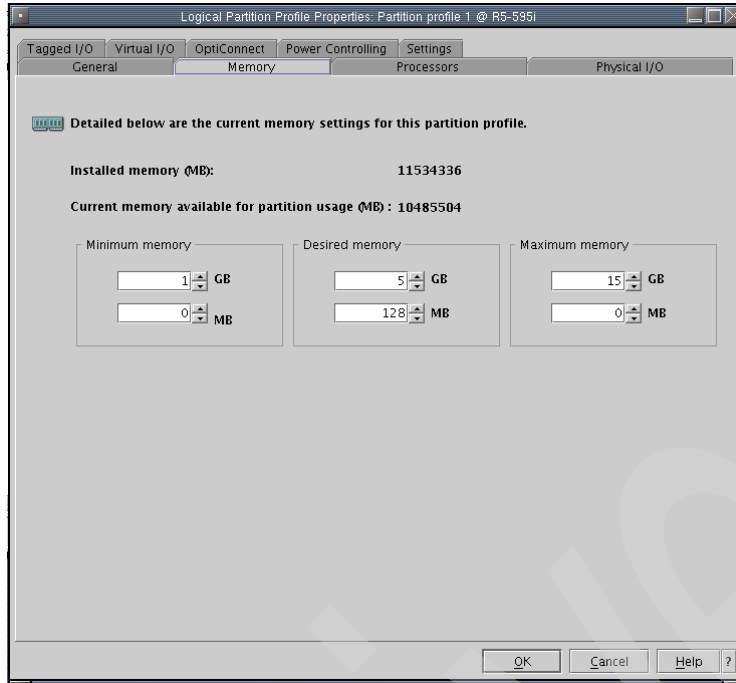 Logical Partition Profile Properties: Partition profile 1 @ R5-595i
Tagged I/O Virtual I/O OptiConnect Power Controlling Settings
General Memory Processors Physical I/O
Detailed below are the current memory settings for this partition profile.
Installed memory (MB): 11534336
Current memory available for partition usage (MB) : 10485504
Minimum memory Desired memory Maximum memory
1 GB 5 GB 15 GB
0 MB 128 MB 0 MB
OK Cancel Help ?